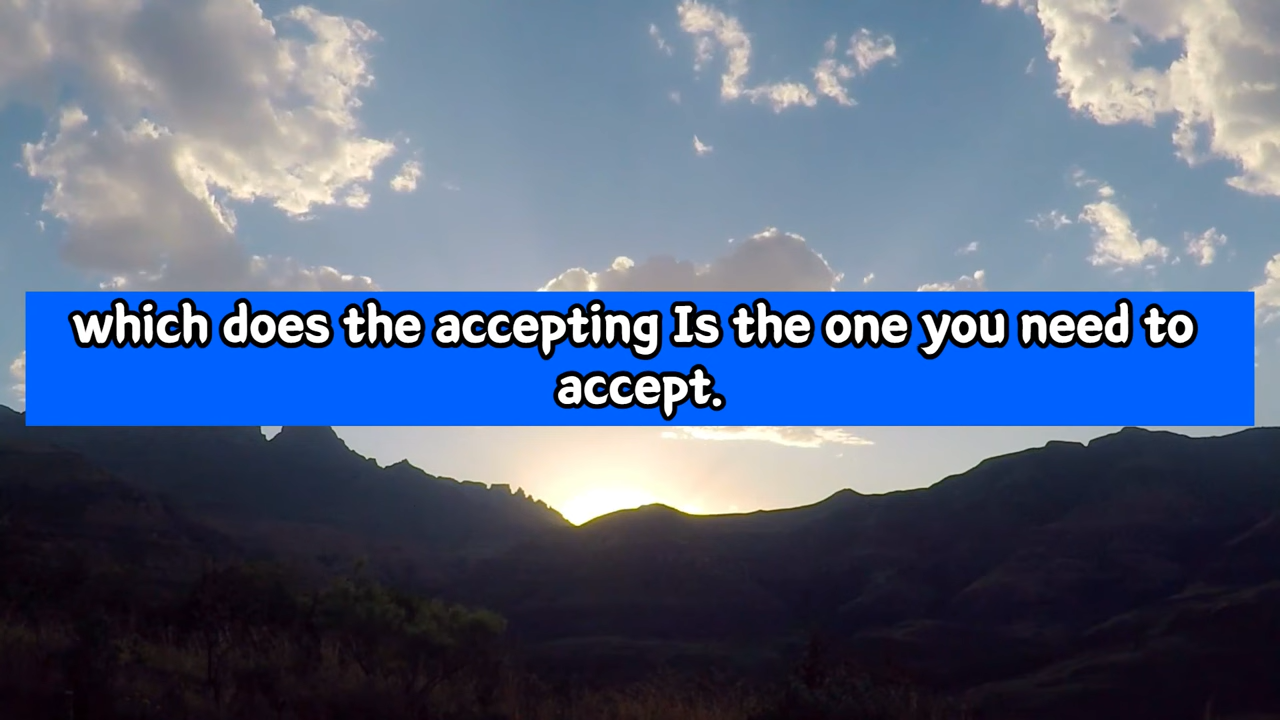 which does the accepting Is the one you need to
accept.